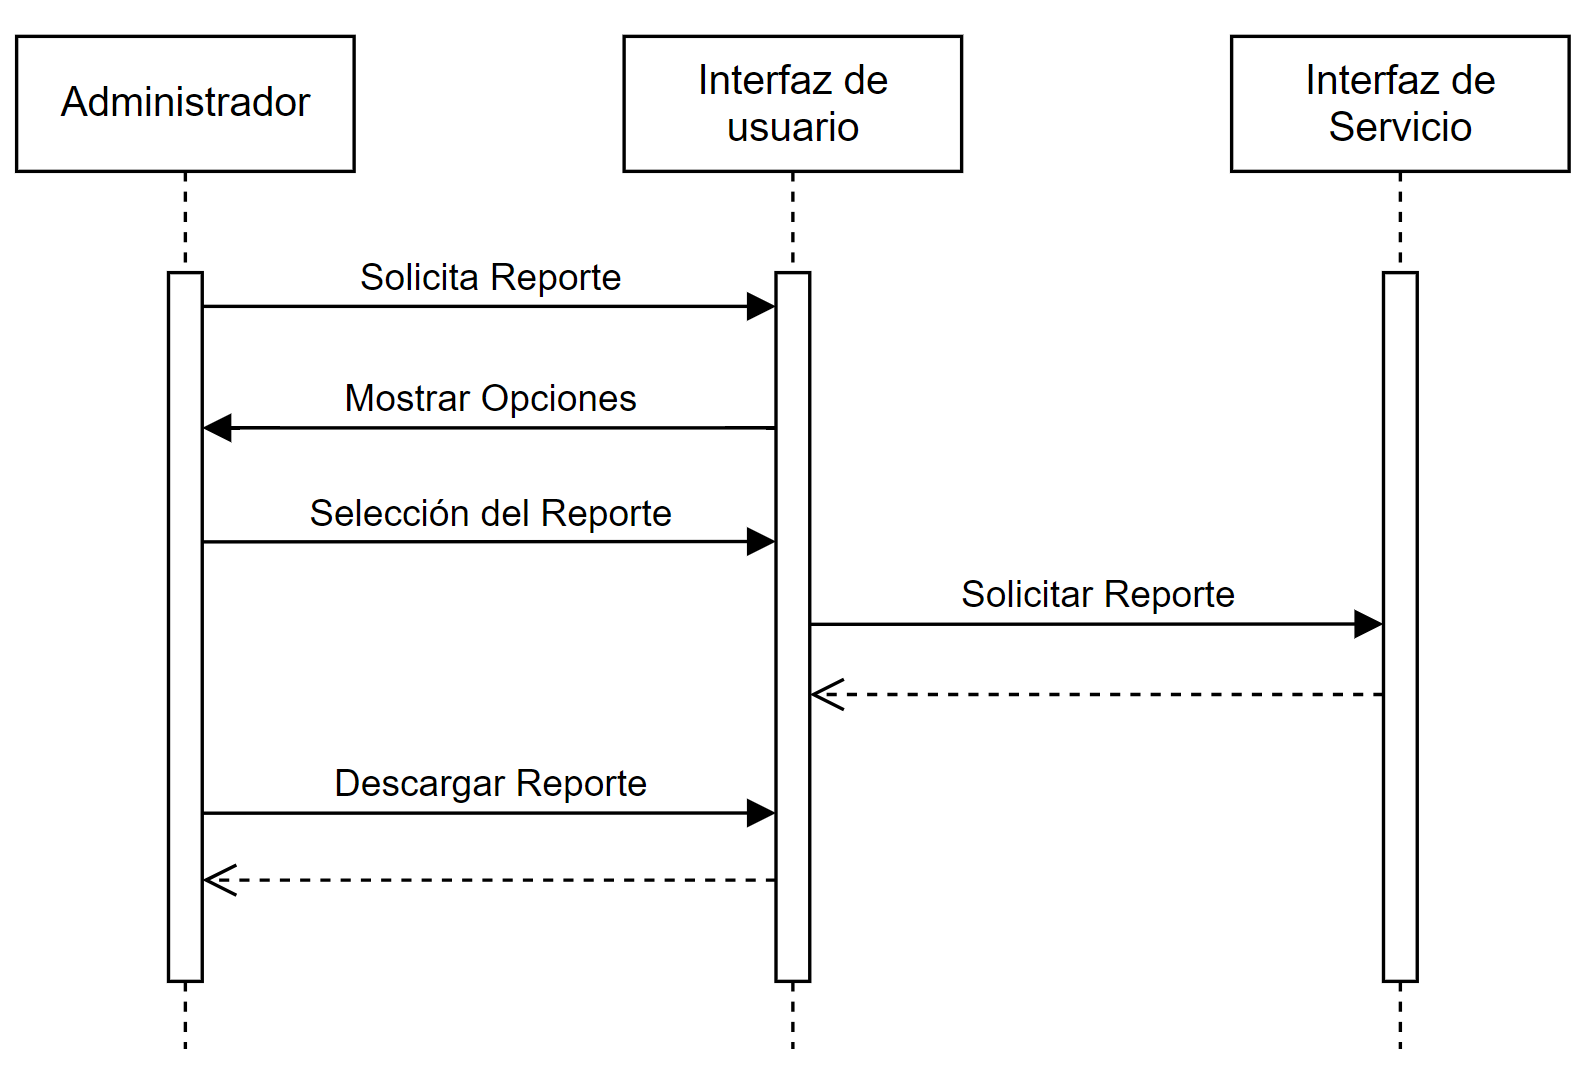 Administrador
Interfaz de
usuario
Interfaz de
Servicio
Solicita Reporte
Mostrar Opciones
Selección del Reporte
Solicitar Reporte
Descargar Reporte